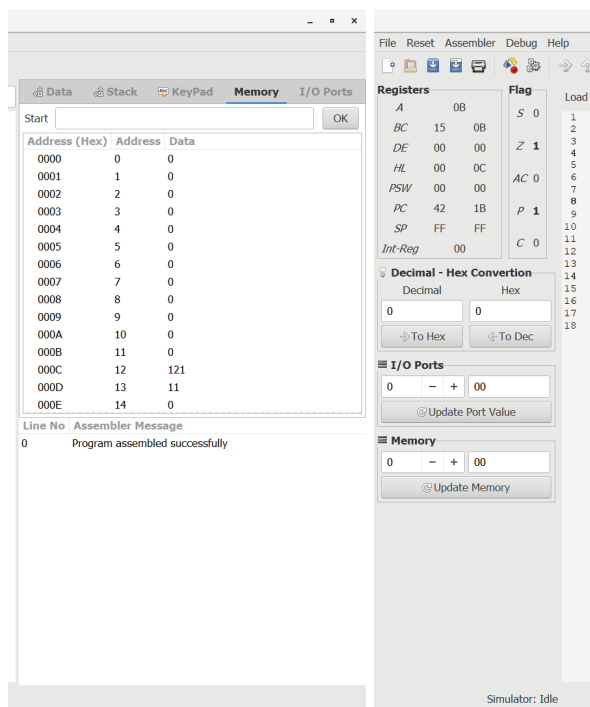 Data Stack KeyPad Memory I/O Ports
Start OK
Address (Hex) Address Data
0000 0 0
0001 1 0
0002 2 0
0003 3 0
0004 4 0
0005 5 0
0006 6 0
0007 7 0
0008 8 0
0009 9 0
000A 10 0
000B 11 0
000C 12 121
000D 13 11
000E 14 0
Line No Assembler Message
0 Program assembled successfully
File Reset Assembler Debug Help
Registers
A 0B
BC 15 0B
DE 00 00
HL 00 0C
PSW 00 00
PC 42 1B
SP FF FF
Int-Reg 00
Flag
S 0
Z 1
AC 0
P 1
C 0
Decimal - Hex Convertion
Decimal Hex
0 0
To Hex To Dec
I/O Ports
0 − + 00
Update Port Value
Memory
0 − + 00
Update Memory
Load
1
2
3
4
5
6
7
8
9
10
11
12
13
14
15
16
17
18
Simulator: Idle